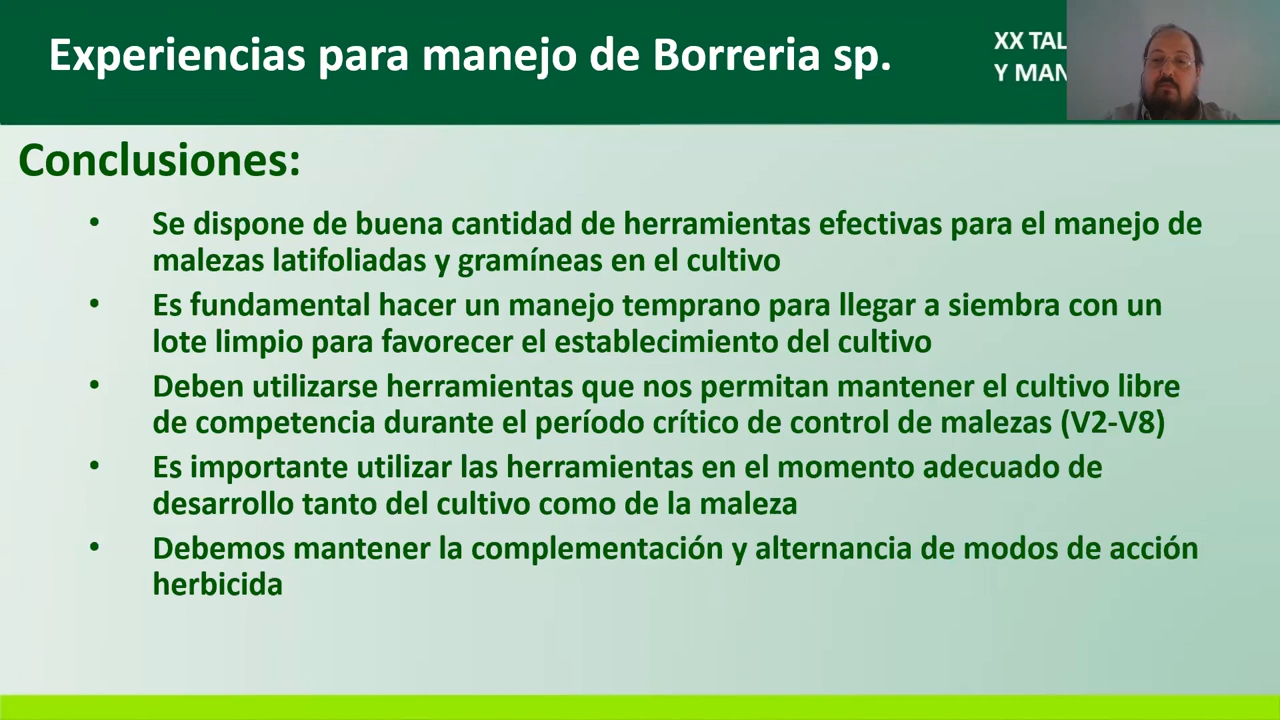 Experiencias para manejo de Borreria sp.
XX TAL
Y MAN
Conclusiones:
• Se dispone de buena cantidad de herramientas efectivas para el manejo de
malezas latifoliadas y gramíneas en el cultivo
• Es fundamental hacer un manejo temprano para llegar a siembra con un
lote limpio para favorecer el establecimiento del cultivo
• Deben utilizarse herramientas que nos permitan mantener el cultivo libre
de competencia durante el período crítico de control de malezas (V2-V8)
• Es importante utilizar las herramientas en el momento adecuado de
desarrollo tanto del cultivo como de la maleza
• Debemos mantener la complementación y alternancia de modos de acción
herbicida